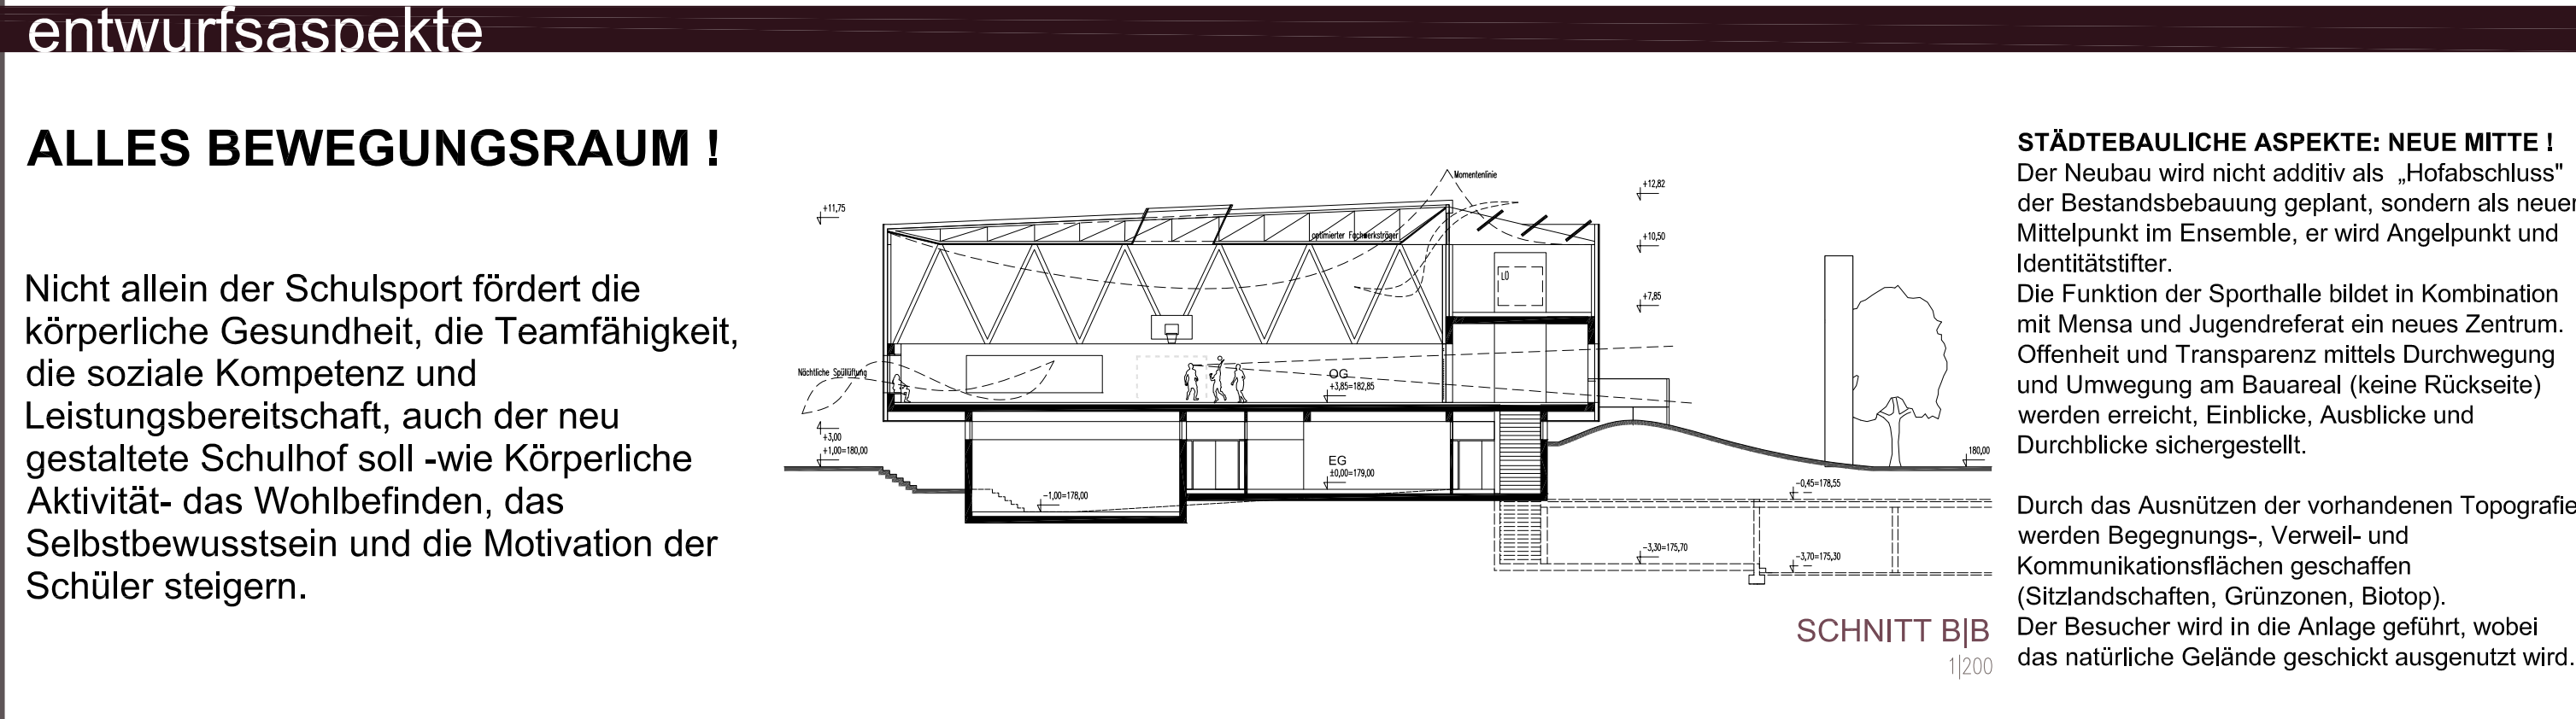 entwurfsaspekte
ALLES BEWEGUNGSRAUM !
Nicht allein der Schulsport fördert die
körperliche Gesundheit, die Teamfähigkeit,
die soziale Kompetenz und
Leistungsbereitschaft, auch der neu
gestaltete Schulhof soll -wie Körperliche
Aktivität- das Wohlbefinden, das
Selbstbewusstsein und die Motivation der
Schüler steigern.
Momentenlinie
+12,82
+11,75
optimierter Fachwerkträger
+10,50
LÜ
+7,85
Nächtliche Spüllüftung
OG
+3,85=182,85
+3,00
+1,00=180,00
180,00
EG
±0,00=179,00
-1,00=178,00
-0,45=178,55
-3,30=175,70
-3,70=175,30
SCHNITT B|B
1|200
STÄDTEBAULICHE ASPEKTE: NEUE MITTE !
Der Neubau wird nicht additiv als „Hofabschluss"
der Bestandsbebauung geplant, sondern als neuer
Mittelpunkt im Ensemble, er wird Angelpunkt und
Identitätstifter.
Die Funktion der Sporthalle bildet in Kombination
mit Mensa und Jugendreferat ein neues Zentrum.
Offenheit und Transparenz mittels Durchwegung
und Umwegung am Bauareal (keine Rückseite)
werden erreicht, Einblicke, Ausblicke und
Durchblicke sichergestellt.
Durch das Ausnützen der vorhandenen Topografie
werden Begegnungs-, Verweil- und
Kommunikationsflächen geschaffen
(Sitzlandschaften, Grünzonen, Biotop).
Der Besucher wird in die Anlage geführt, wobei
das natürliche Gelände geschickt ausgenutzt wird.